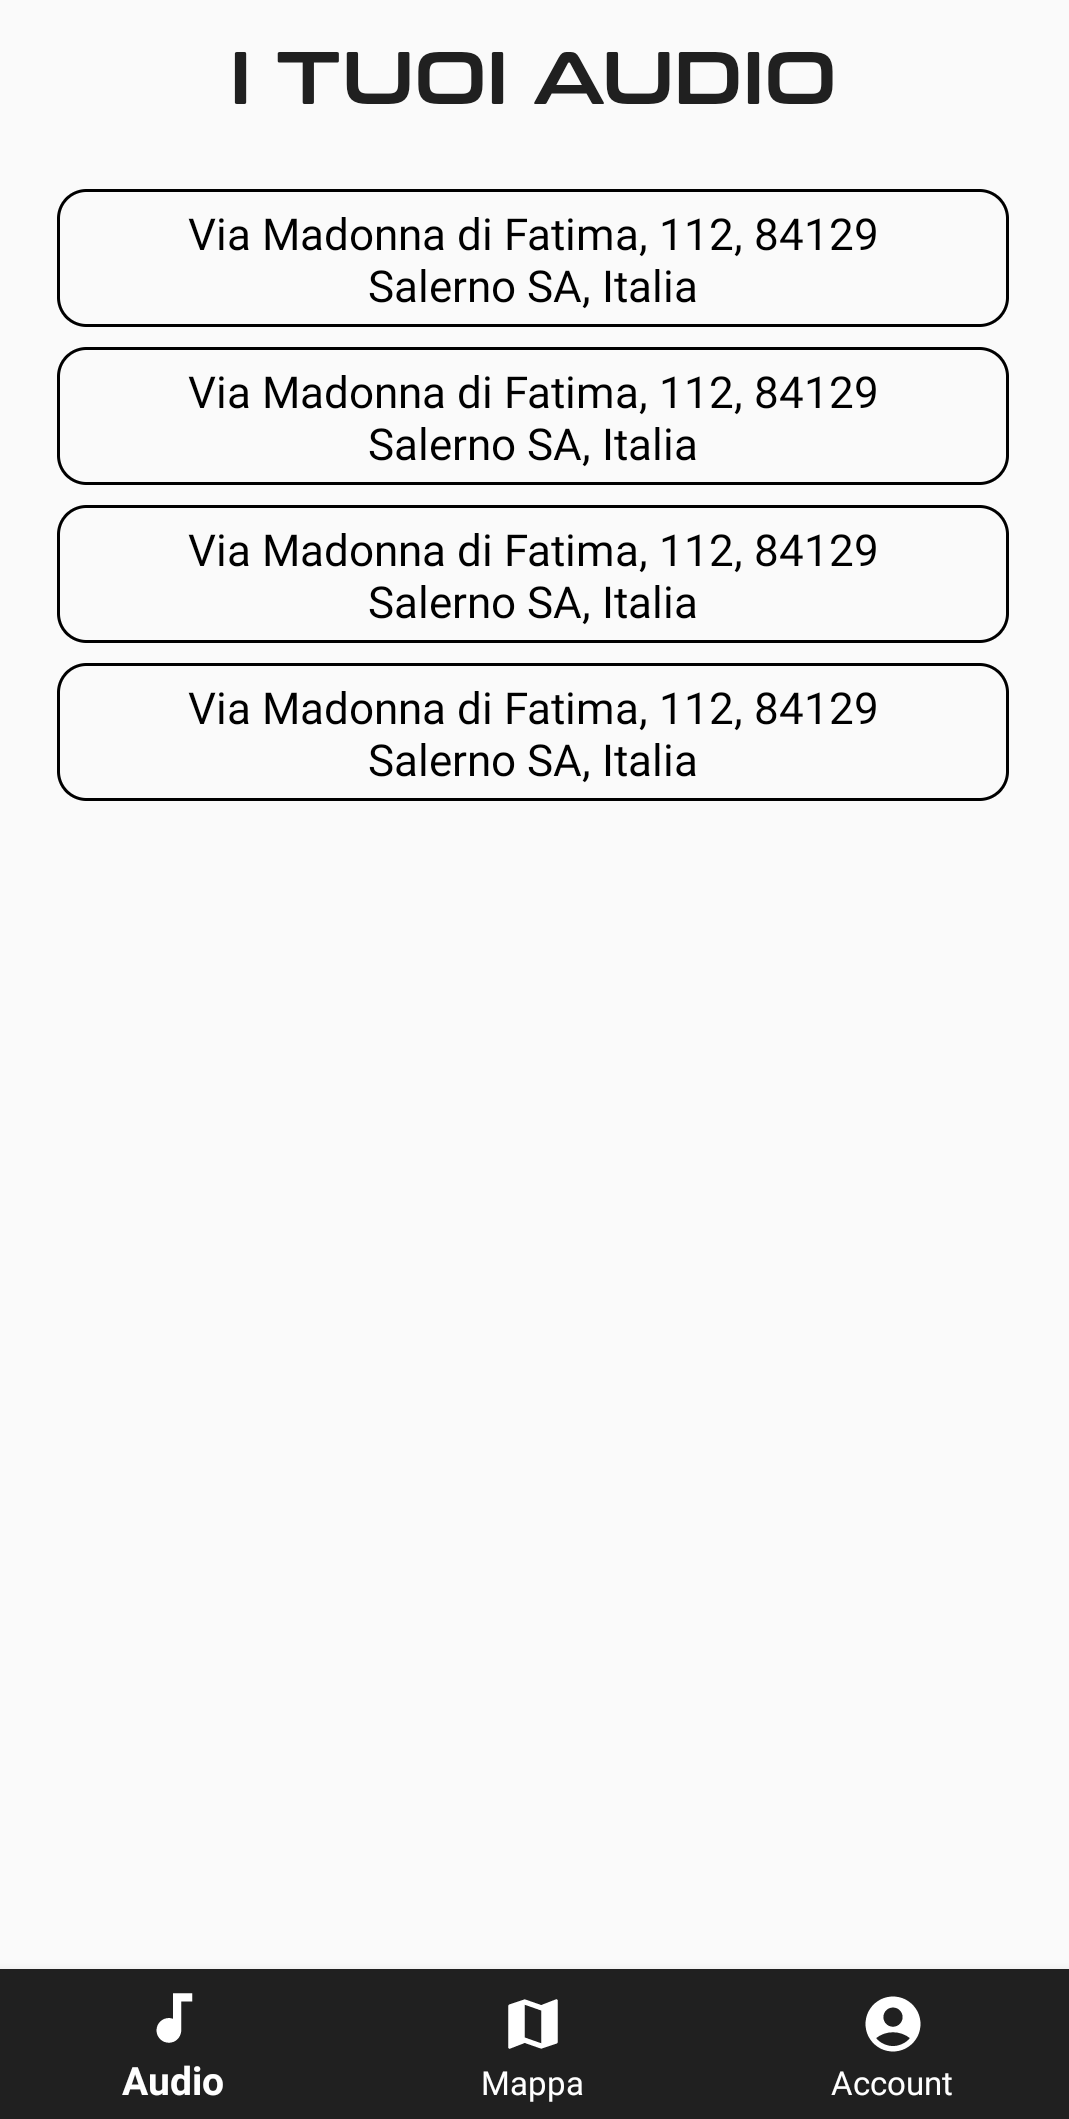 I TUOI AUDIO
Via Madonna di Fatima, 112, 84129
Salerno SA, Italia
Via Madonna di Fatima, 112, 84129
Salerno SA, Italia
Via Madonna di Fatima, 112, 84129
Salerno SA, Italia
Via Madonna di Fatima, 112, 84129
Salerno SA, Italia
Audio
Mappa
Account